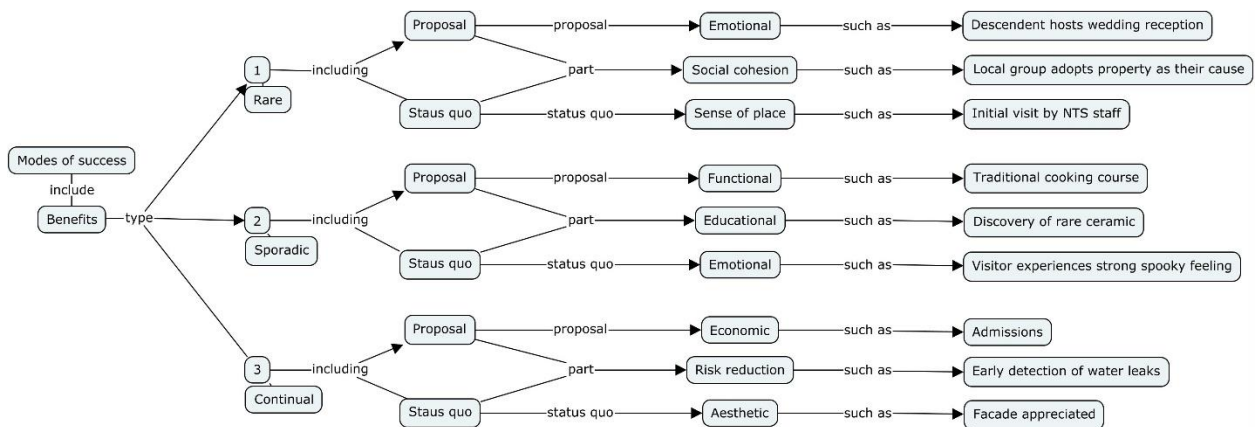 Proposal
proposal
Emotional
such as
Descendent hosts wedding reception
1
Rare
including
part
Social cohesion
such as
Local group adopts property as their cause
Staus quo
status quo
Sense of place
such as
Initial visit by NTS staff
Modes of success
include
Benefits
type
Proposal
proposal
Functional
such as
Traditional cooking course
2
Sporadic
including
part
Educational
such as
Discovery of rare ceramic
Staus quo
status quo
Emotional
such as
Visitor experiences strong spooky feeling
Proposal
proposal
Economic
such as
Admissions
3
Continual
including
part
Risk reduction
such as
Early detection of water leaks
Staus quo
status quo
Aesthetic
such as
Facade appreciated